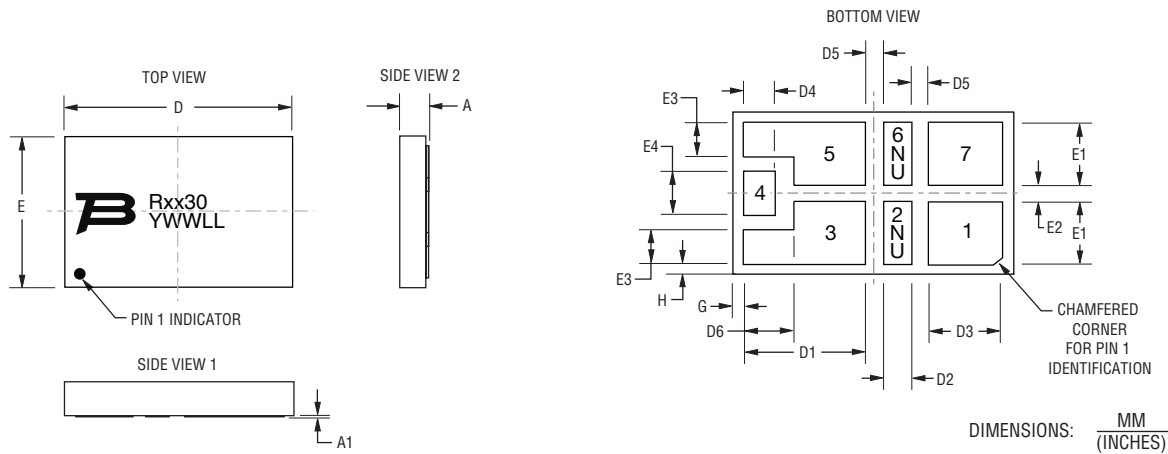 TOP VIEW
D
E
Rxx30
YWWLL
PIN 1 INDICATOR
SIDE VIEW 2
A
SIDE VIEW 1
A1
BOTTOM VIEW
D5
D5
D4
E3
E4
E3
H
G
D6
D1
D2
D3
E1
E2
E1
5
6
NU
7
4
3
2
NU
1
CHAMFERED
CORNER
FOR PIN 1
IDENTIFICATION
DIMENSIONS: MM
(INCHES)